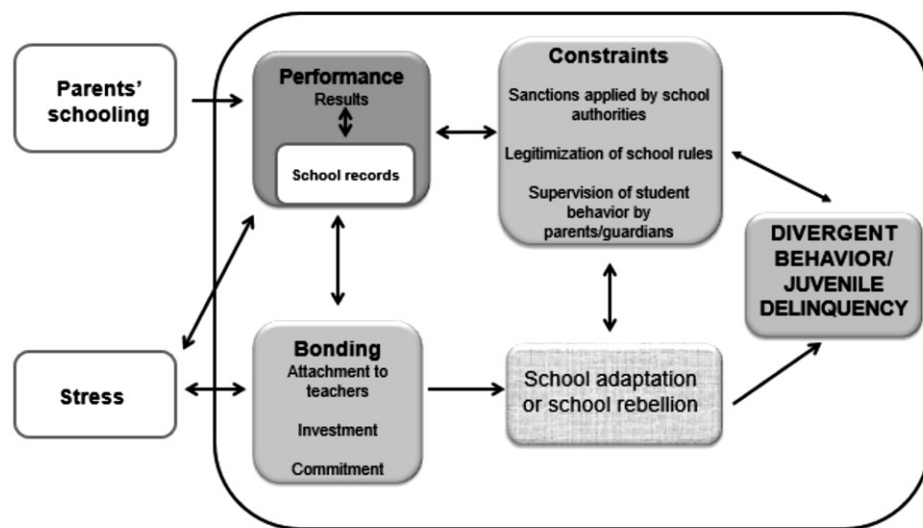 Parents'
schooling
Performance
Results
School records
Constraints
Sanctions applied by school
authorities
Legitimization of school rules
Supervision of student
behavior by
parents/guardians
DIVERGENT
BEHAVIOR/
JUVENILE
DELINQUENCY
Stress
Bonding
Attachment to
teachers
Investment
Commitment
School adaptation
or school rebellion